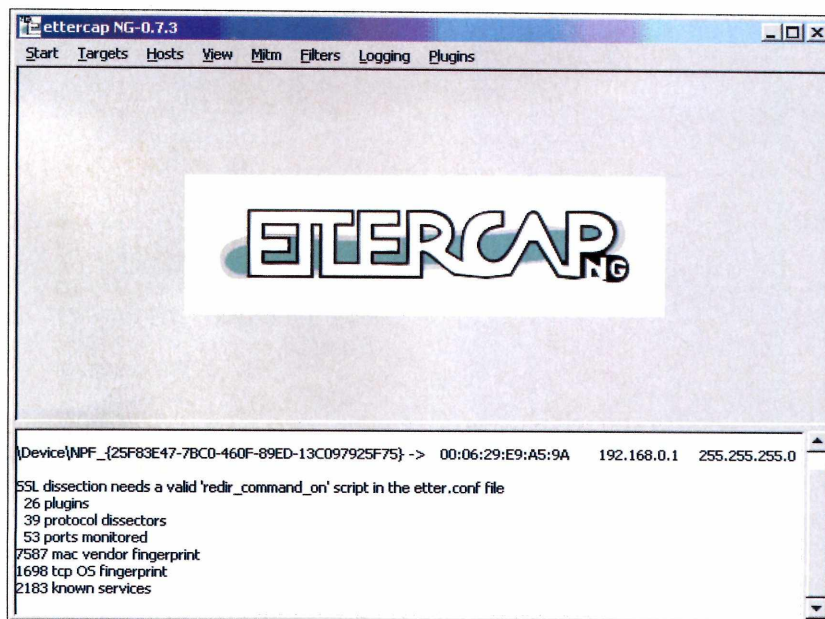 ettercap NG-0.7.3
Start Targets Hosts View Mitm Filters Logging Plugins
ETTERCAP
NG
\Device\NPF_{25F83E47-7BC0-460F-89ED-13C097925F75} -> 00:06:29:E9:A5:9A 192.168.0.1 255.255.255.0
SSL dissection needs a valid 'redir_command_on' script in the etter.conf file
26 plugins
39 protocol dissectors
53 ports monitored
7587 mac vendor fingerprint
1698 tcp OS fingerprint
2183 known services